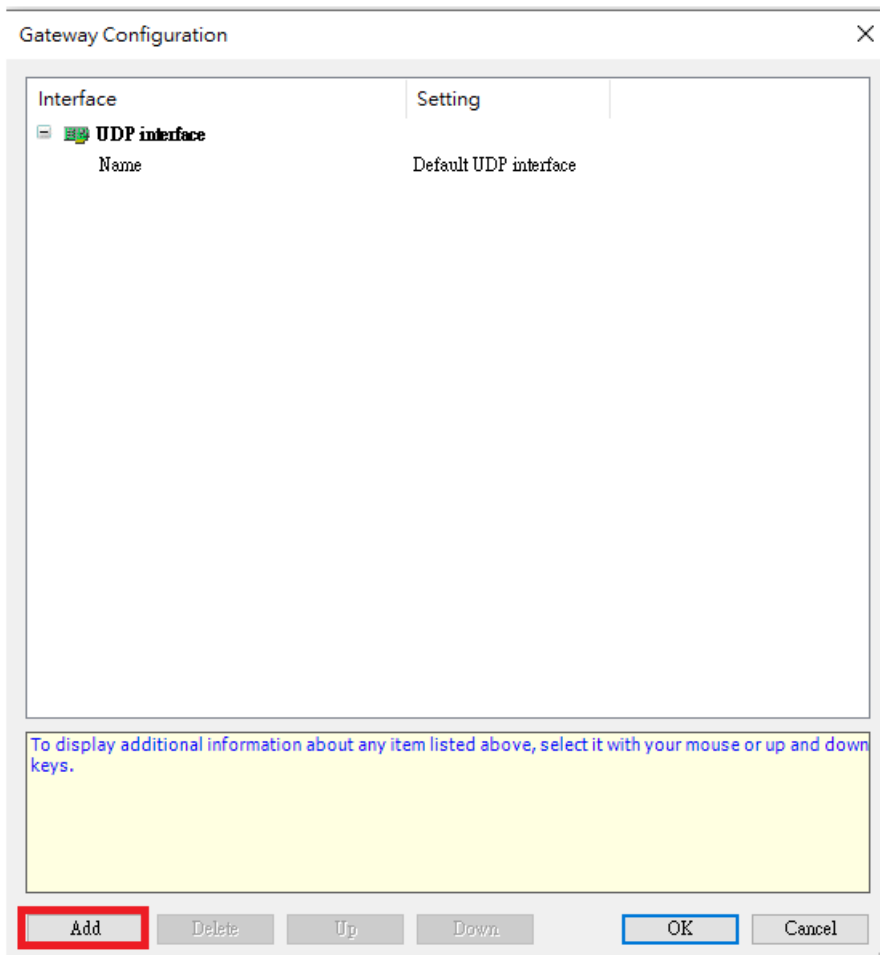 Gateway Configuration
Interface Setting
UDP interface
Name Default UDP interface
To display additional information about any item listed above, select it with your mouse or up and down
keys.
Add Delete Up Down OK Cancel